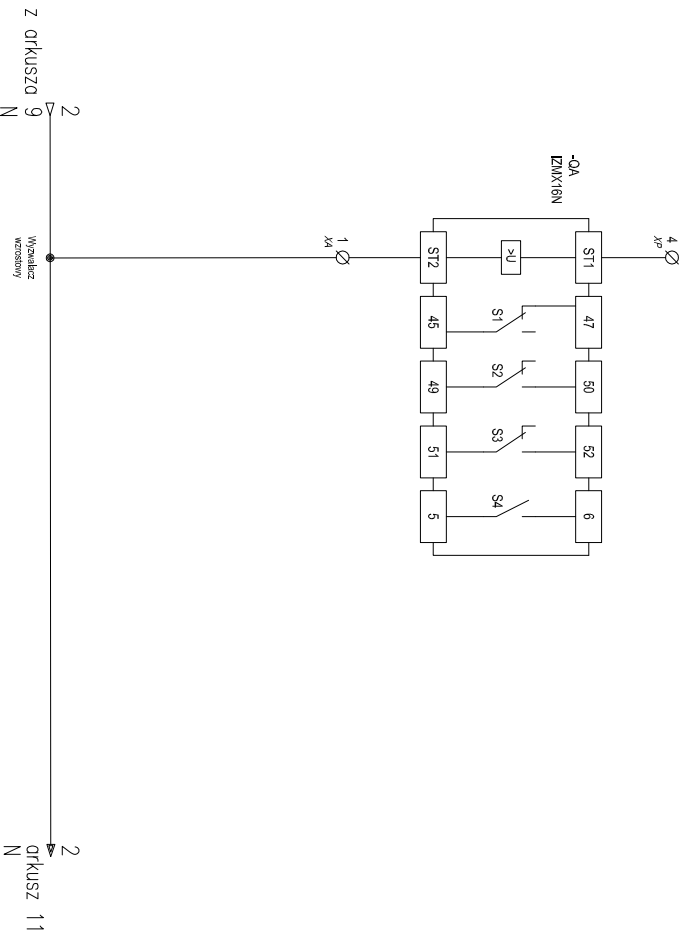 4
XP
-QA
IZMX16N
ST1
47
50
52
6
>U
S1
S2
S3
S4
ST2
45
49
51
5
1
XA
2
z arkusza 9
N
Wyzwalacz
wzrostowy
2
arkusz 11
N